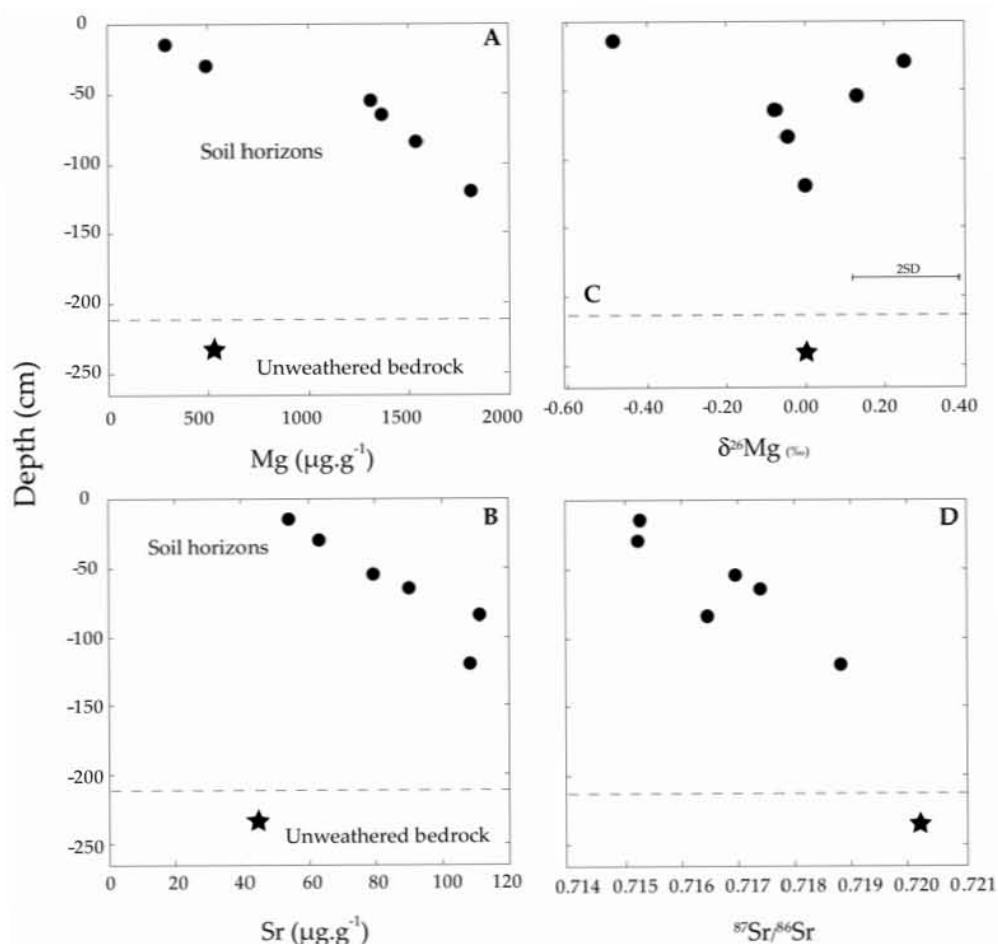 0
-50
-100
-150
-200
-250
A
Soil horizons
Unweathered bedrock
0
500
1000
1500
2000
Mg (µg.g⁻¹)
2SD
C
-0.60
-0.40
-0.20
0.00
0.20
0.40
δ²⁶Mg (‰)
Depth (cm)
0
-50
-100
-150
-200
-250
B
Soil horizons
Unweathered bedrock
0
20
40
60
80
100
120
Sr (µg.g⁻¹)
D
0.714
0.715
0.716
0.717
0.718
0.719
0.720
0.721
⁸⁷Sr/⁸⁶Sr